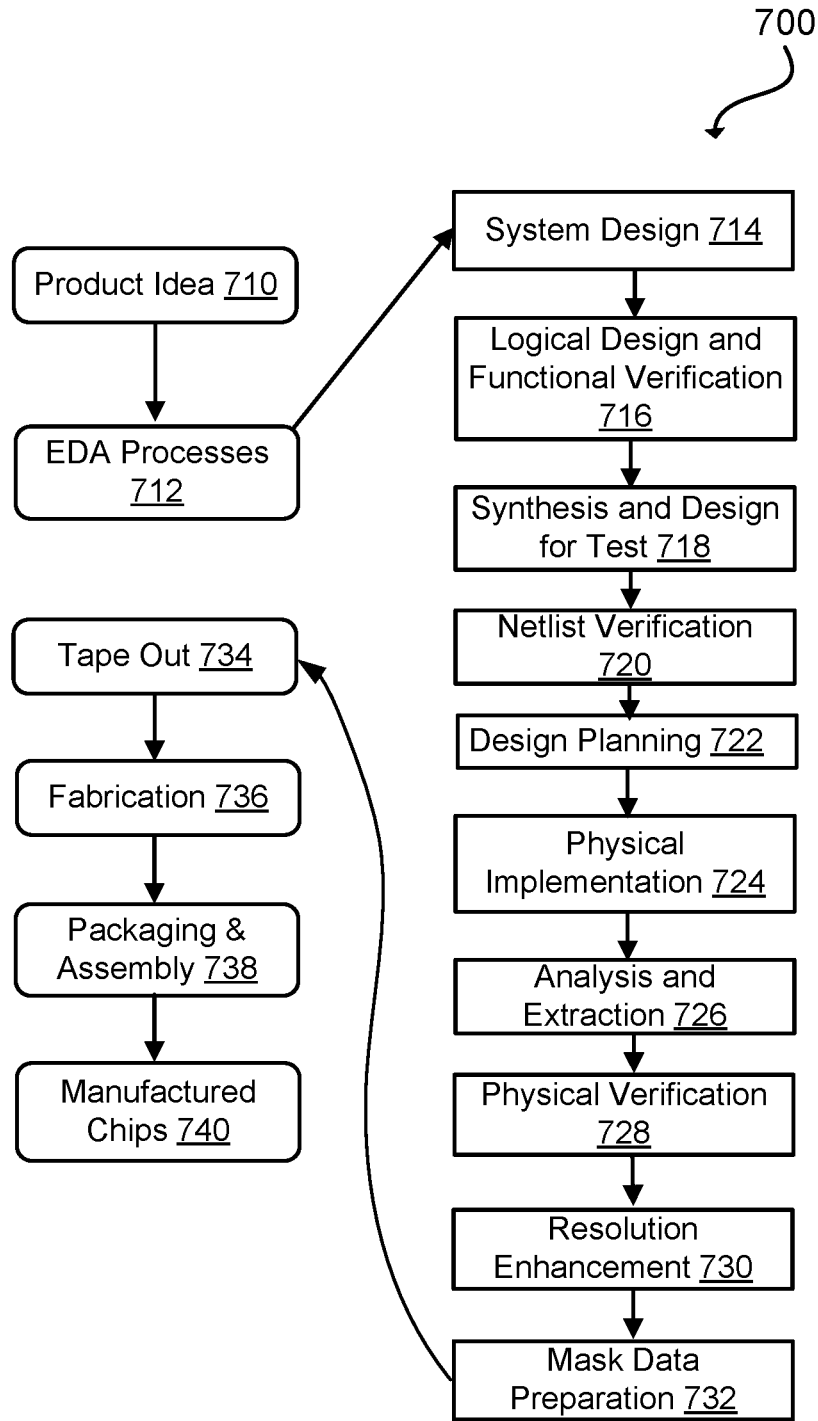 700
Product Idea 710
EDA Processes
712
System Design 714
Logical Design and
Functional Verification
716
Synthesis and Design
for Test 718
Netlist Verification
720
Design Planning 722
Physical
Implementation 724
Analysis and
Extraction 726
Physical Verification
728
Resolution
Enhancement 730
Mask Data
Preparation 732
Tape Out 734
Fabrication 736
Packaging &
Assembly 738
Manufactured
Chips 740